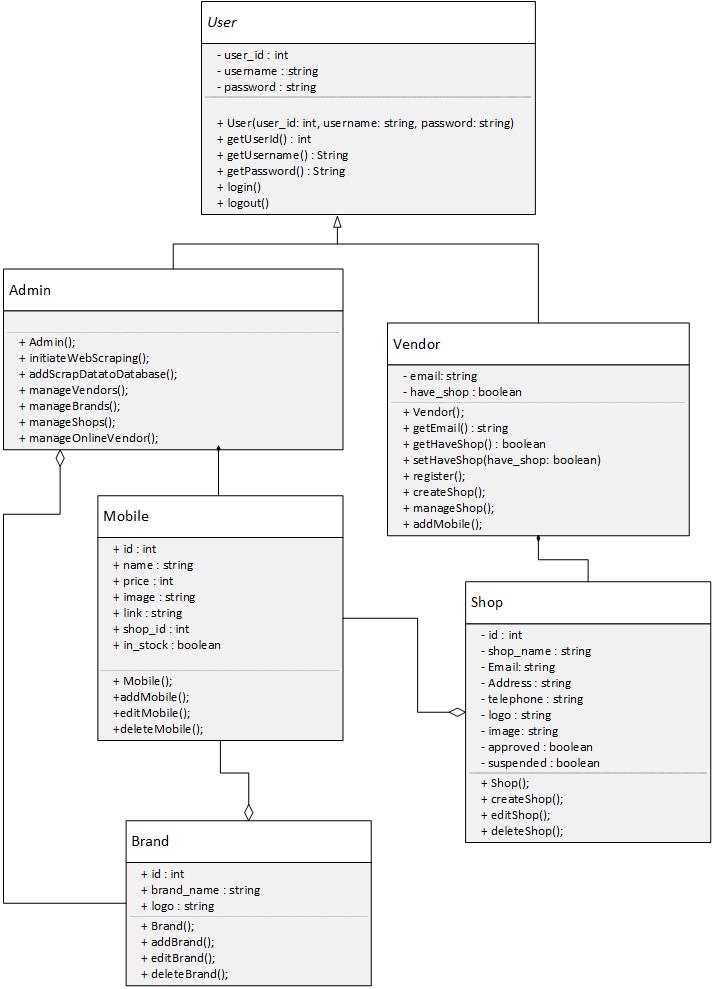 User
- user_id : int
- username : string
- password : string
+ User(user_id: int, username: string, password: string)
+ getUserId() : int
+ getUsername() : String
+ getPassword() : String
+ login()
+ logout()
Admin
+ Admin();
+ initiateWebScraping();
+ addScrapDatatoDatabase();
+ manageVendors();
+ manageBrands();
+ manageShops();
+ manageOnlineVendor();
Vendor
- email: string
- have_shop : boolean
+ Vendor();
+ getEmail() : string
+ getHaveShop() : boolean
+ setHaveShop(have_shop: boolean)
+ register();
+ createShop();
+ manageShop();
+ addMobile();
Mobile
+ id : int
+ name : string
+ price : int
+ image : string
+ link : string
+ shop_id : int
+ in_stock : boolean
+ Mobile();
+addMobile();
+editMobile();
+deleteMobile();
Shop
- id : int
- shop_name : string
- Email: string
- Address : string
- telephone : string
- logo : string
- image: string
- approved : boolean
- suspended : boolean
+ Shop();
+ createShop();
+ editShop();
+ deleteShop();
Brand
+ id : int
+ brand_name : string
+ logo : string
+ Brand();
+ addBrand();
+ editBrand();
+ deleteBrand();